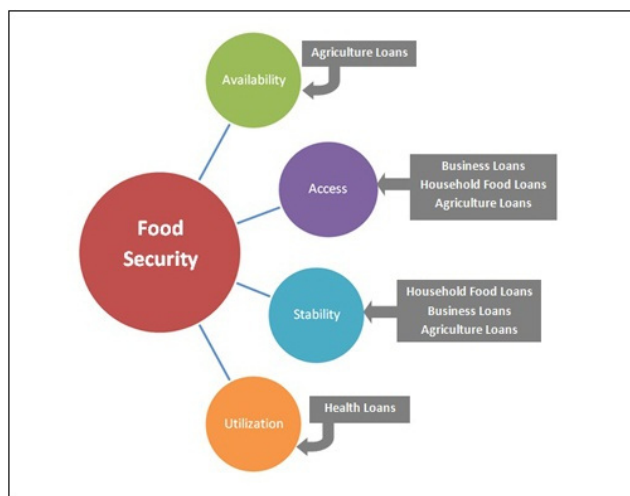 Agriculture Loans
Availability
Business Loans
Household Food Loans
Agriculture Loans
Access
Food
Security
Household Food Loans
Business Loans
Agriculture Loans
Stability
Health Loans
Utilization